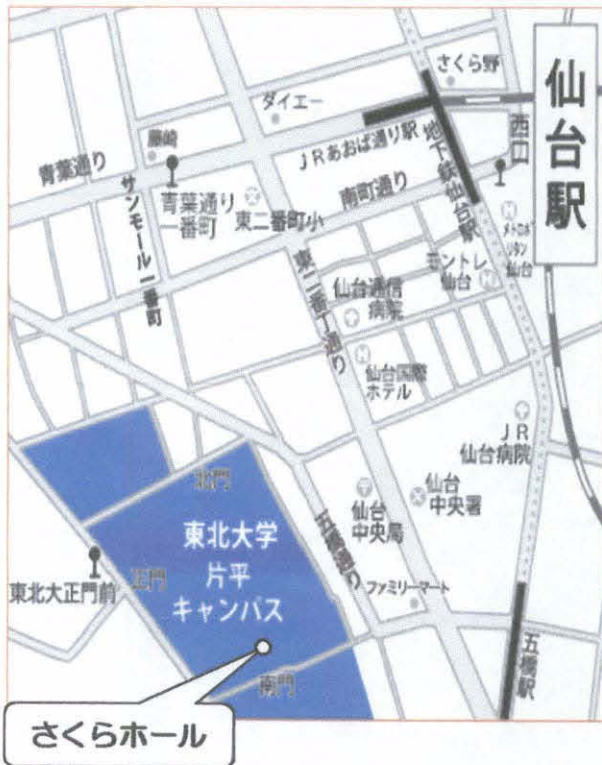 仙台駅
さくら野
ダイエー
西口
JRあおば通り駅
地下鉄仙台駅
藤崎
青葉通り
青葉通り
一番町
東二番町小
南町通り
サンモール一番町
メトロポ
リタン
仙台
モントレ
仙台
仙台通信
病院
東二番丁通り
仙台国際
ホテル
JR
仙台病院
北門
仙台
中央局
仙台
中央署
五橋通り
東北大学
片平
キャンパス
正門
東北大正門前
ファミリーマート
五橋駅
南門
さくらホール